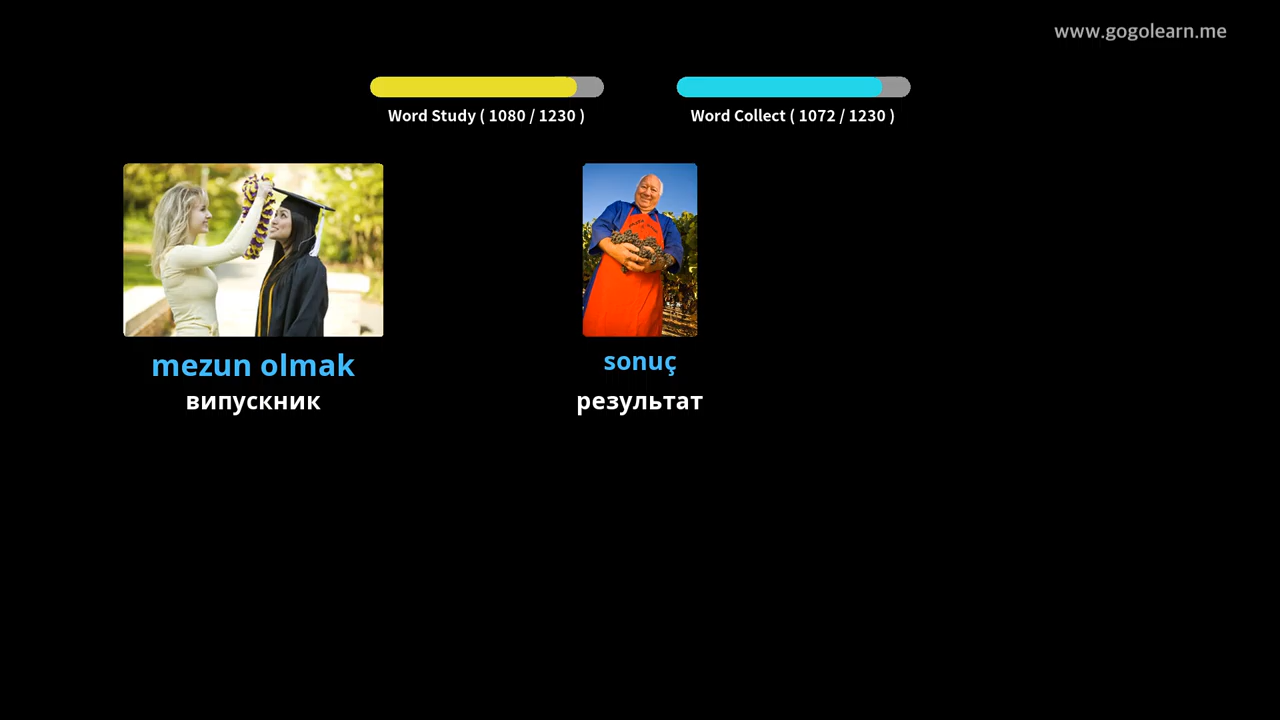 www.gogolearn.me
Word Study ( 1080 / 1230 )
Word Collect ( 1072 / 1230 )
mezun olmak
випускник
sonuç
результат